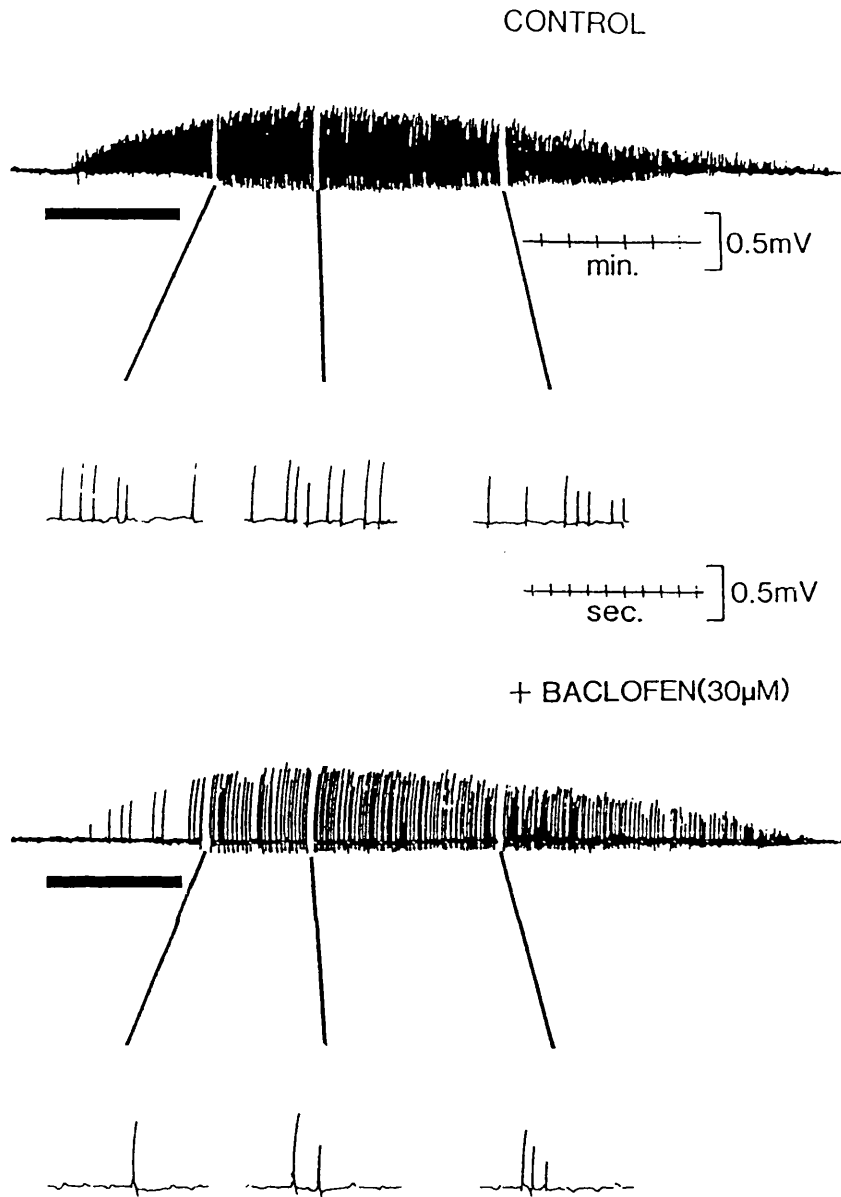 CONTROL
0.5mV
min.
0.5mV
sec.
+ BACLOFEN(30µM)